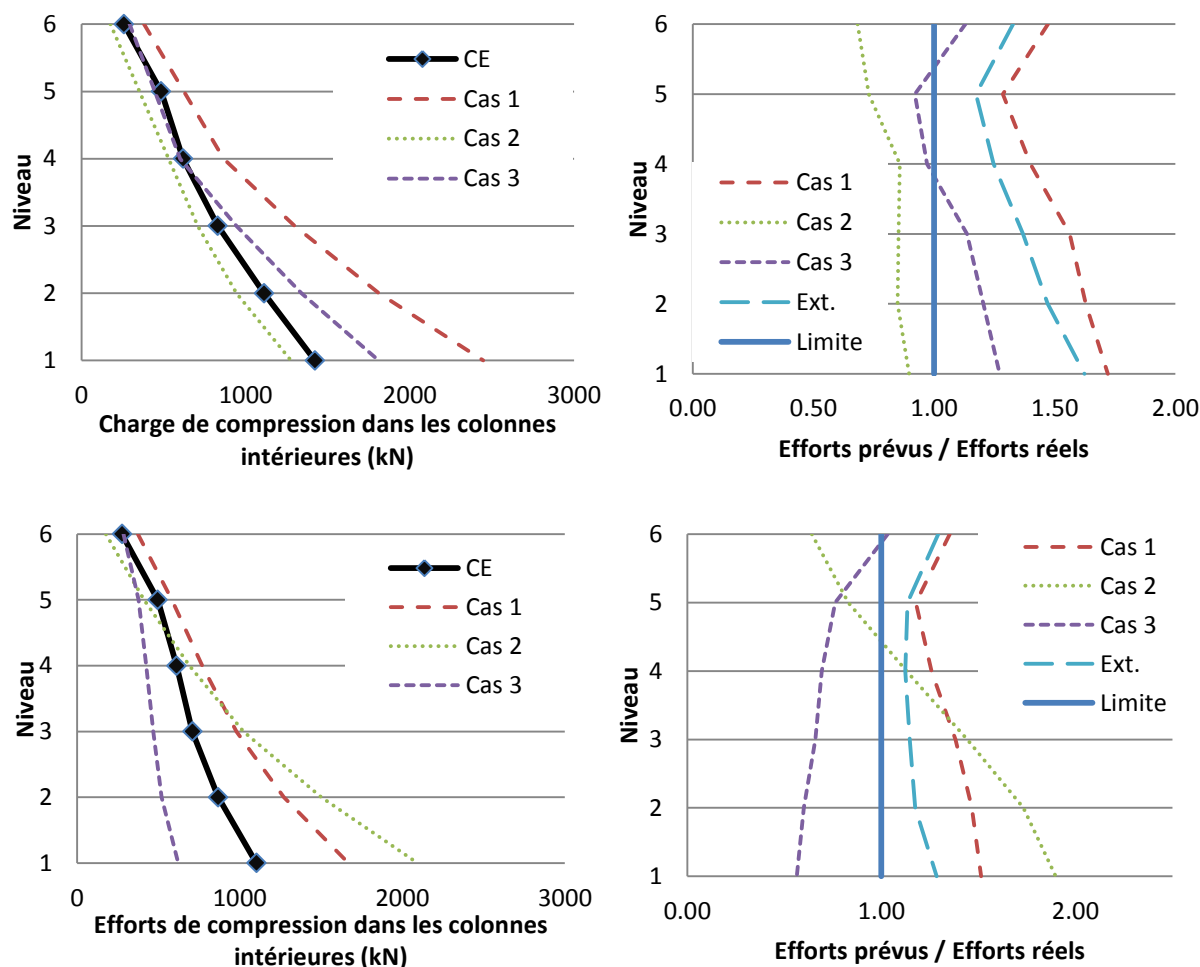 6
5
4
3
2
1
Niveau
CE
Cas 1
Cas 2
Cas 3
0 1000 2000 3000
Charge de compression dans les colonnes
intérieures (kN)
6
5
4
3
2
1
Niveau
Cas 1
Cas 2
Cas 3
Ext.
Limite
0.00 0.50 1.00 1.50 2.00
Efforts prévus / Efforts réels
6
5
4
3
2
1
Niveau
CE
Cas 1
Cas 2
Cas 3
0 1000 2000 3000
Efforts de compression dans les colonnes
intérieures (kN)
6
5
4
3
2
1
Niveau
Cas 1
Cas 2
Cas 3
Ext.
Limite
0.00 1.00 2.00
Efforts prévus / Efforts réels